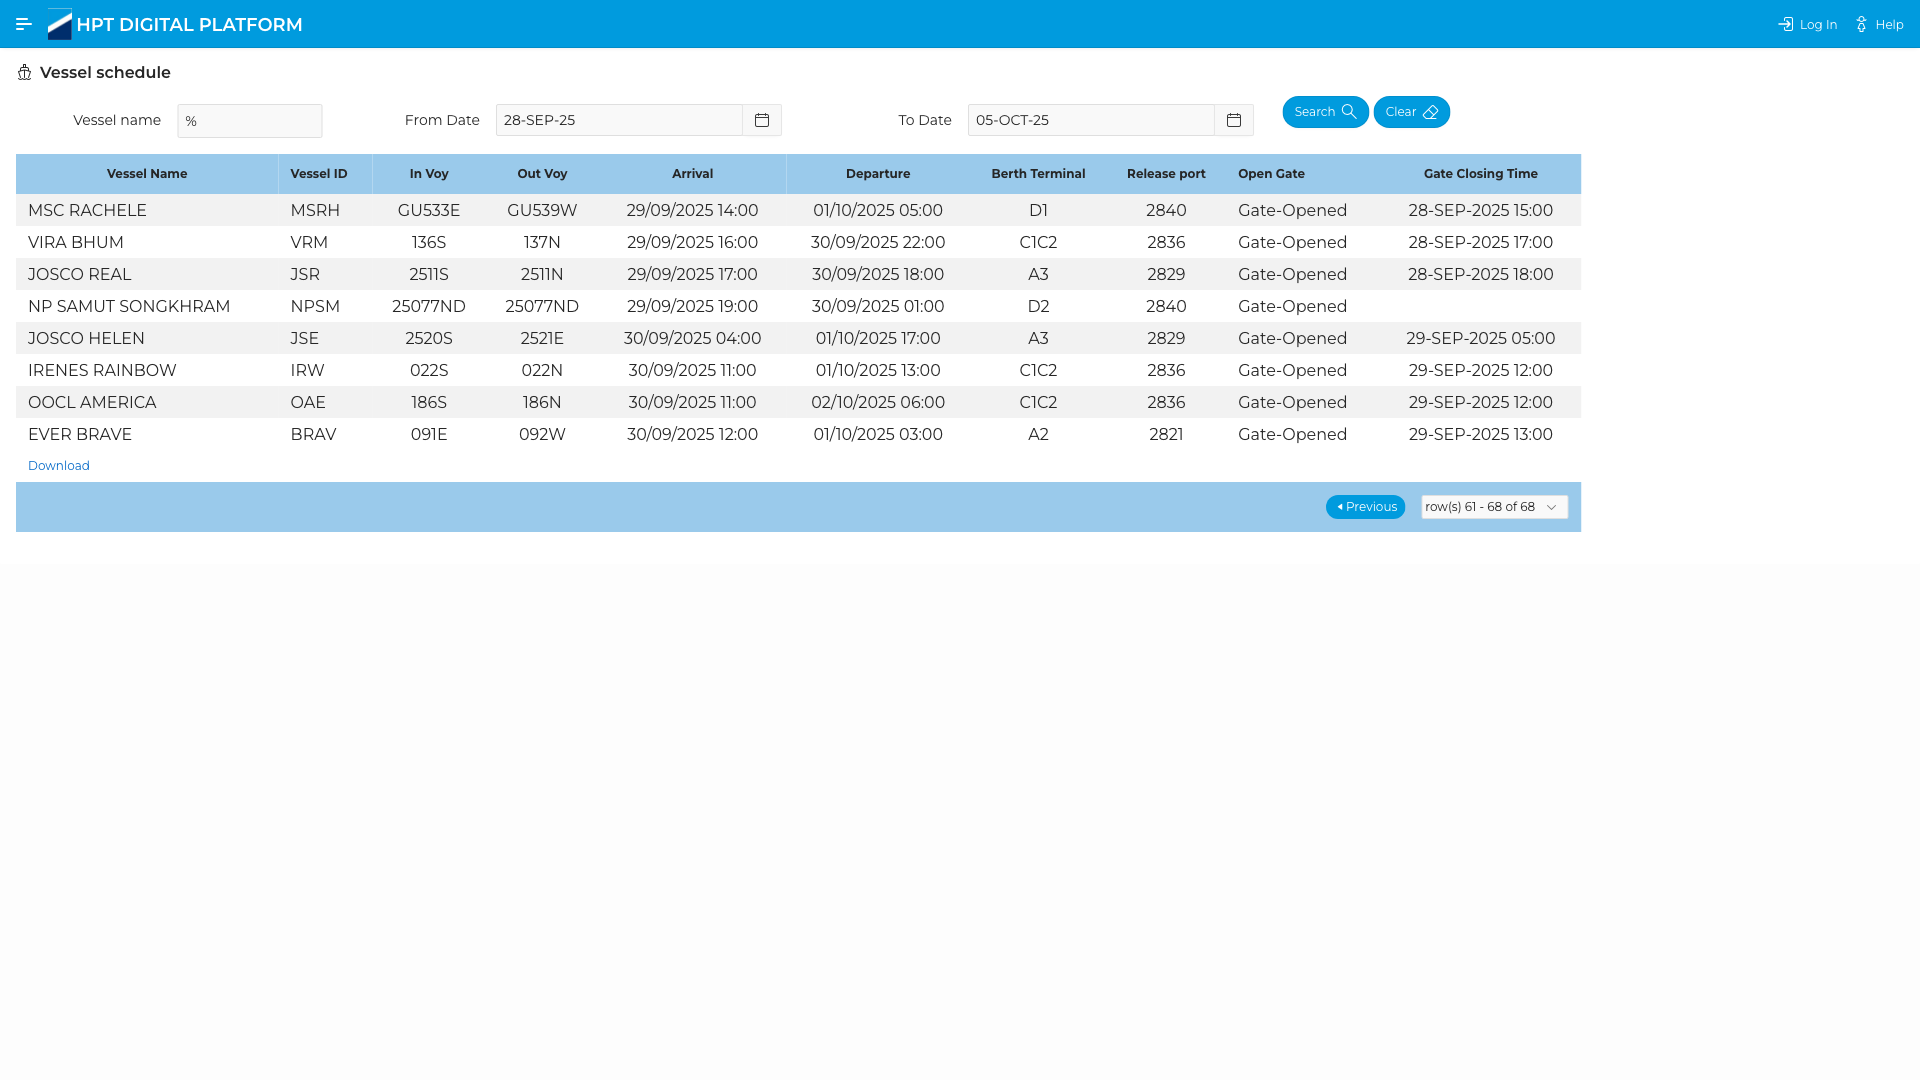 HPT DIGITAL PLATFORM Log In Help
Vessel schedule
Vessel name % From Date 28-SEP-25 To Date 05-OCT-25 Search Clear
Vessel Name Vessel ID In Voy Out Voy Arrival Departure Berth Terminal Release port Open Gate Gate Closing Time
MSC RACHELE MSRH GU533E GU539W 29/09/2025 14:00 01/10/2025 05:00 D1 2840 Gate-Opened 28-SEP-2025 15:00
VIRA BHUM VRM 136S 137N 29/09/2025 16:00 30/09/2025 22:00 C1C2 2836 Gate-Opened 28-SEP-2025 17:00
JOSCO REAL JSR 2511S 2511N 29/09/2025 17:00 30/09/2025 18:00 A3 2829 Gate-Opened 28-SEP-2025 18:00
NP SAMUT SONGKHRAM NPSM 25077ND 25077ND 29/09/2025 19:00 30/09/2025 01:00 D2 2840 Gate-Opened
JOSCO HELEN JSE 2520S 2521E 30/09/2025 04:00 01/10/2025 17:00 A3 2829 Gate-Opened 29-SEP-2025 05:00
IRENES RAINBOW IRW 022S 022N 30/09/2025 11:00 01/10/2025 13:00 C1C2 2836 Gate-Opened 29-SEP-2025 12:00
OOCL AMERICA OAE 186S 186N 30/09/2025 11:00 02/10/2025 06:00 C1C2 2836 Gate-Opened 29-SEP-2025 12:00
EVER BRAVE BRAV 091E 092W 30/09/2025 12:00 01/10/2025 03:00 A2 2821 Gate-Opened 29-SEP-2025 13:00
Download
Previous row(s) 61 - 68 of 68